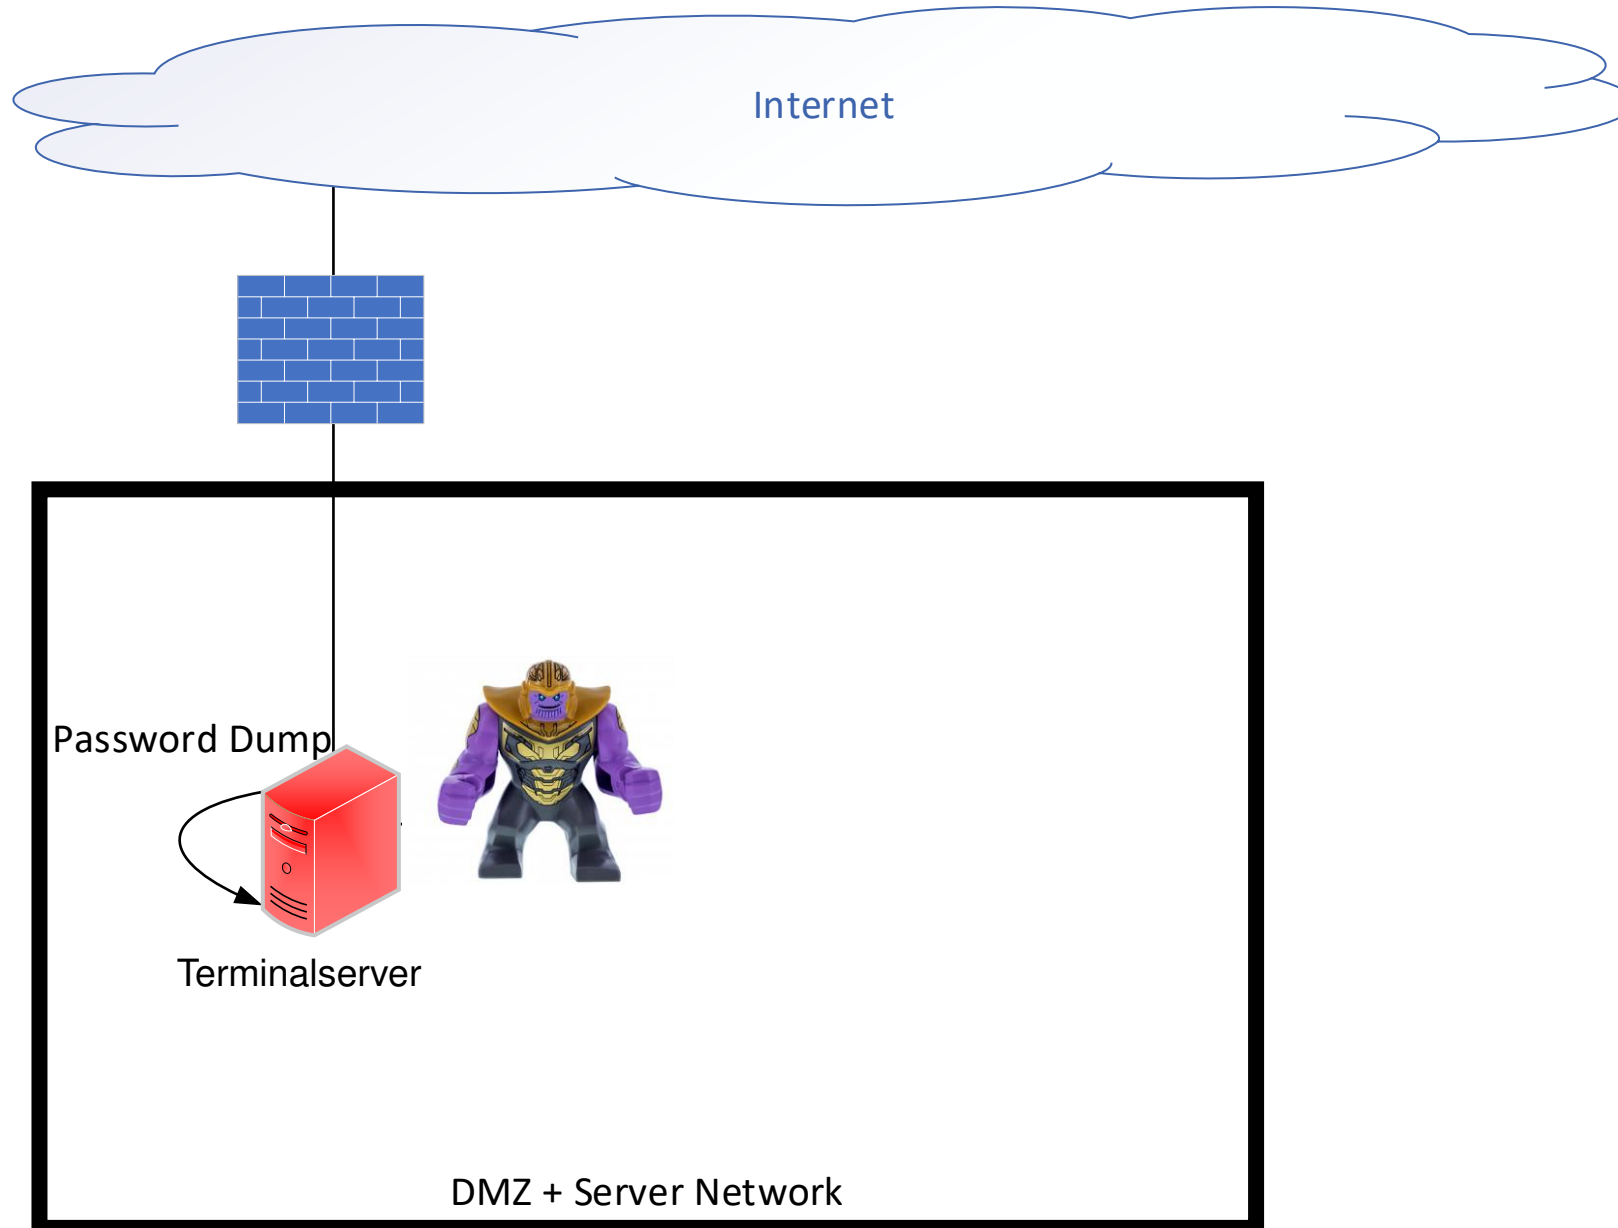 Internet
Password Dump
Terminalserver
DMZ + Server Network